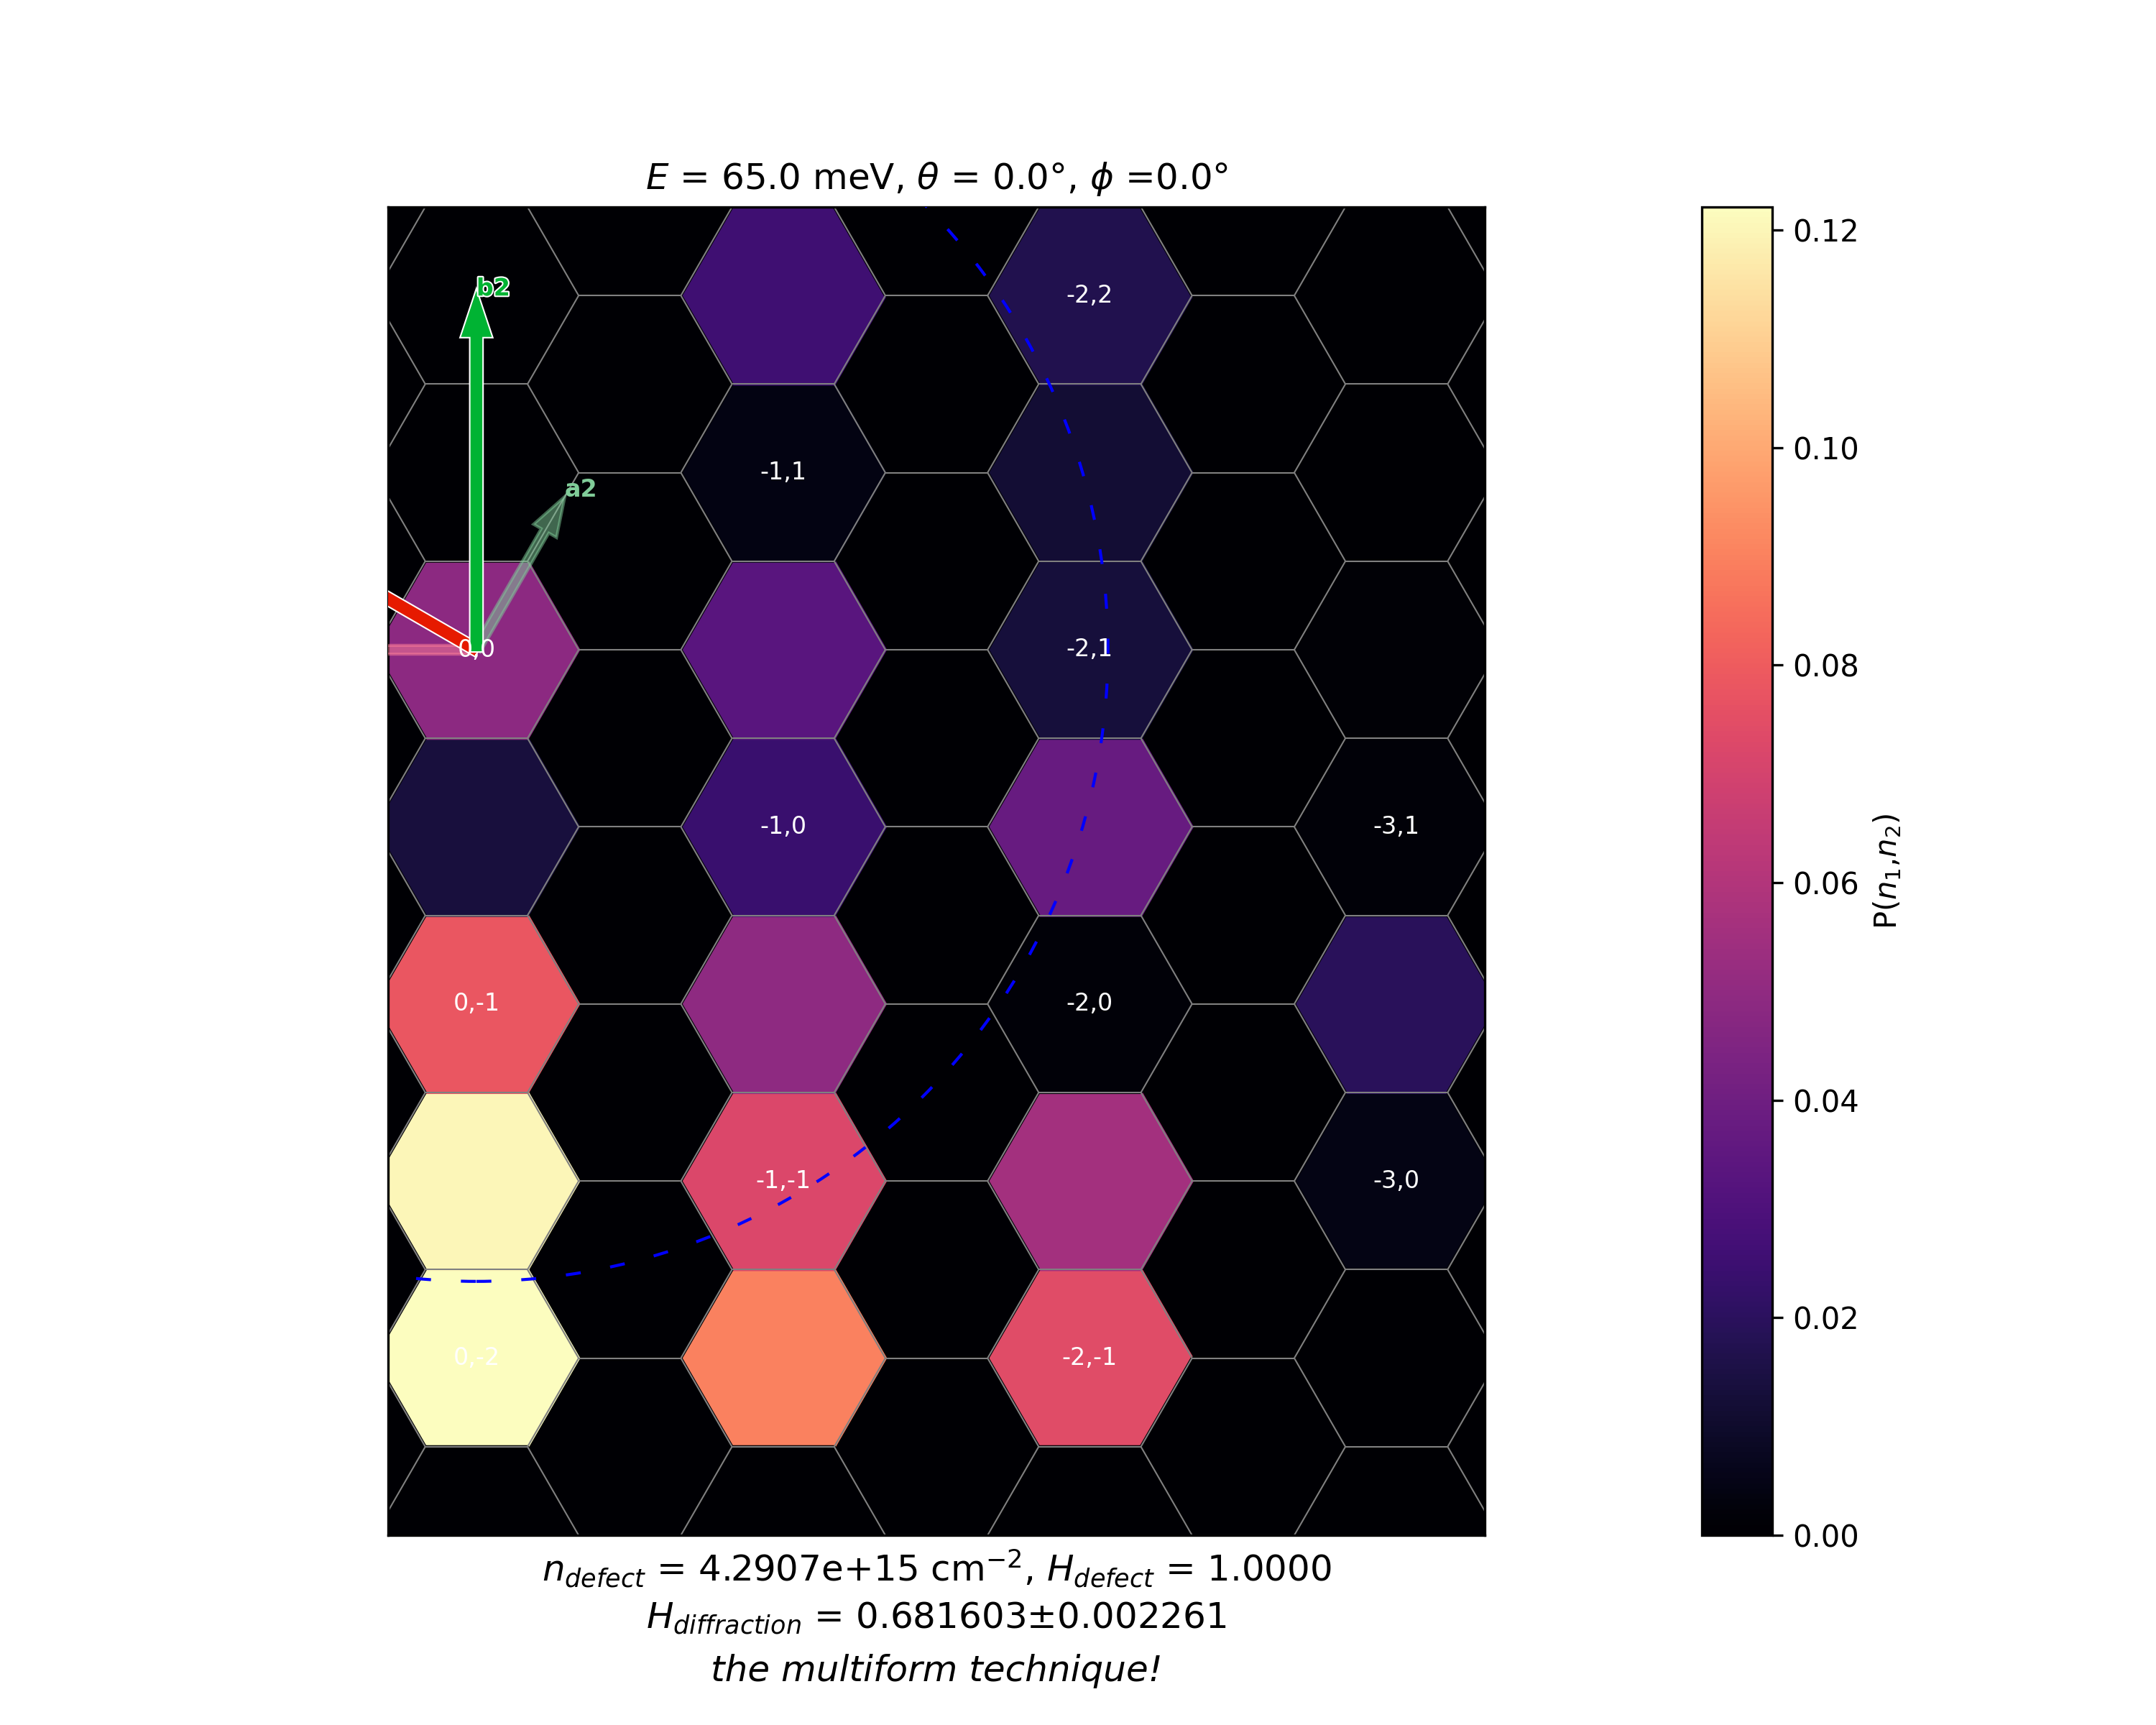 E = 65.0 meV, θ = 0.0°, ϕ =0.0°
b2
-2,2
-1,1
a2
0,0
-2,1
-1,0
-3,1
0,-1
-2,0
-1,-1
-3,0
0,-2
-2,-1
0.12
0.10
0.08
0.06
0.04
0.02
0.00
P(n₁,n₂)
n_defect = 4.2907e+15 cm⁻², H_defect = 1.0000
H_diffraction = 0.681603±0.002261
the multiform technique!